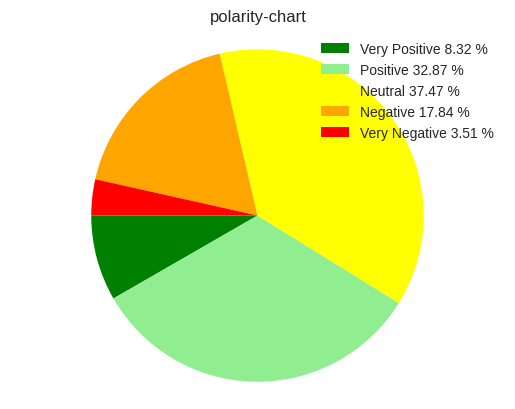 polarity-chart
Very Positive 8.32 %
Positive 32.87 %
Neutral 37.47 %
Negative 17.84 %
Very Negative 3.51 %